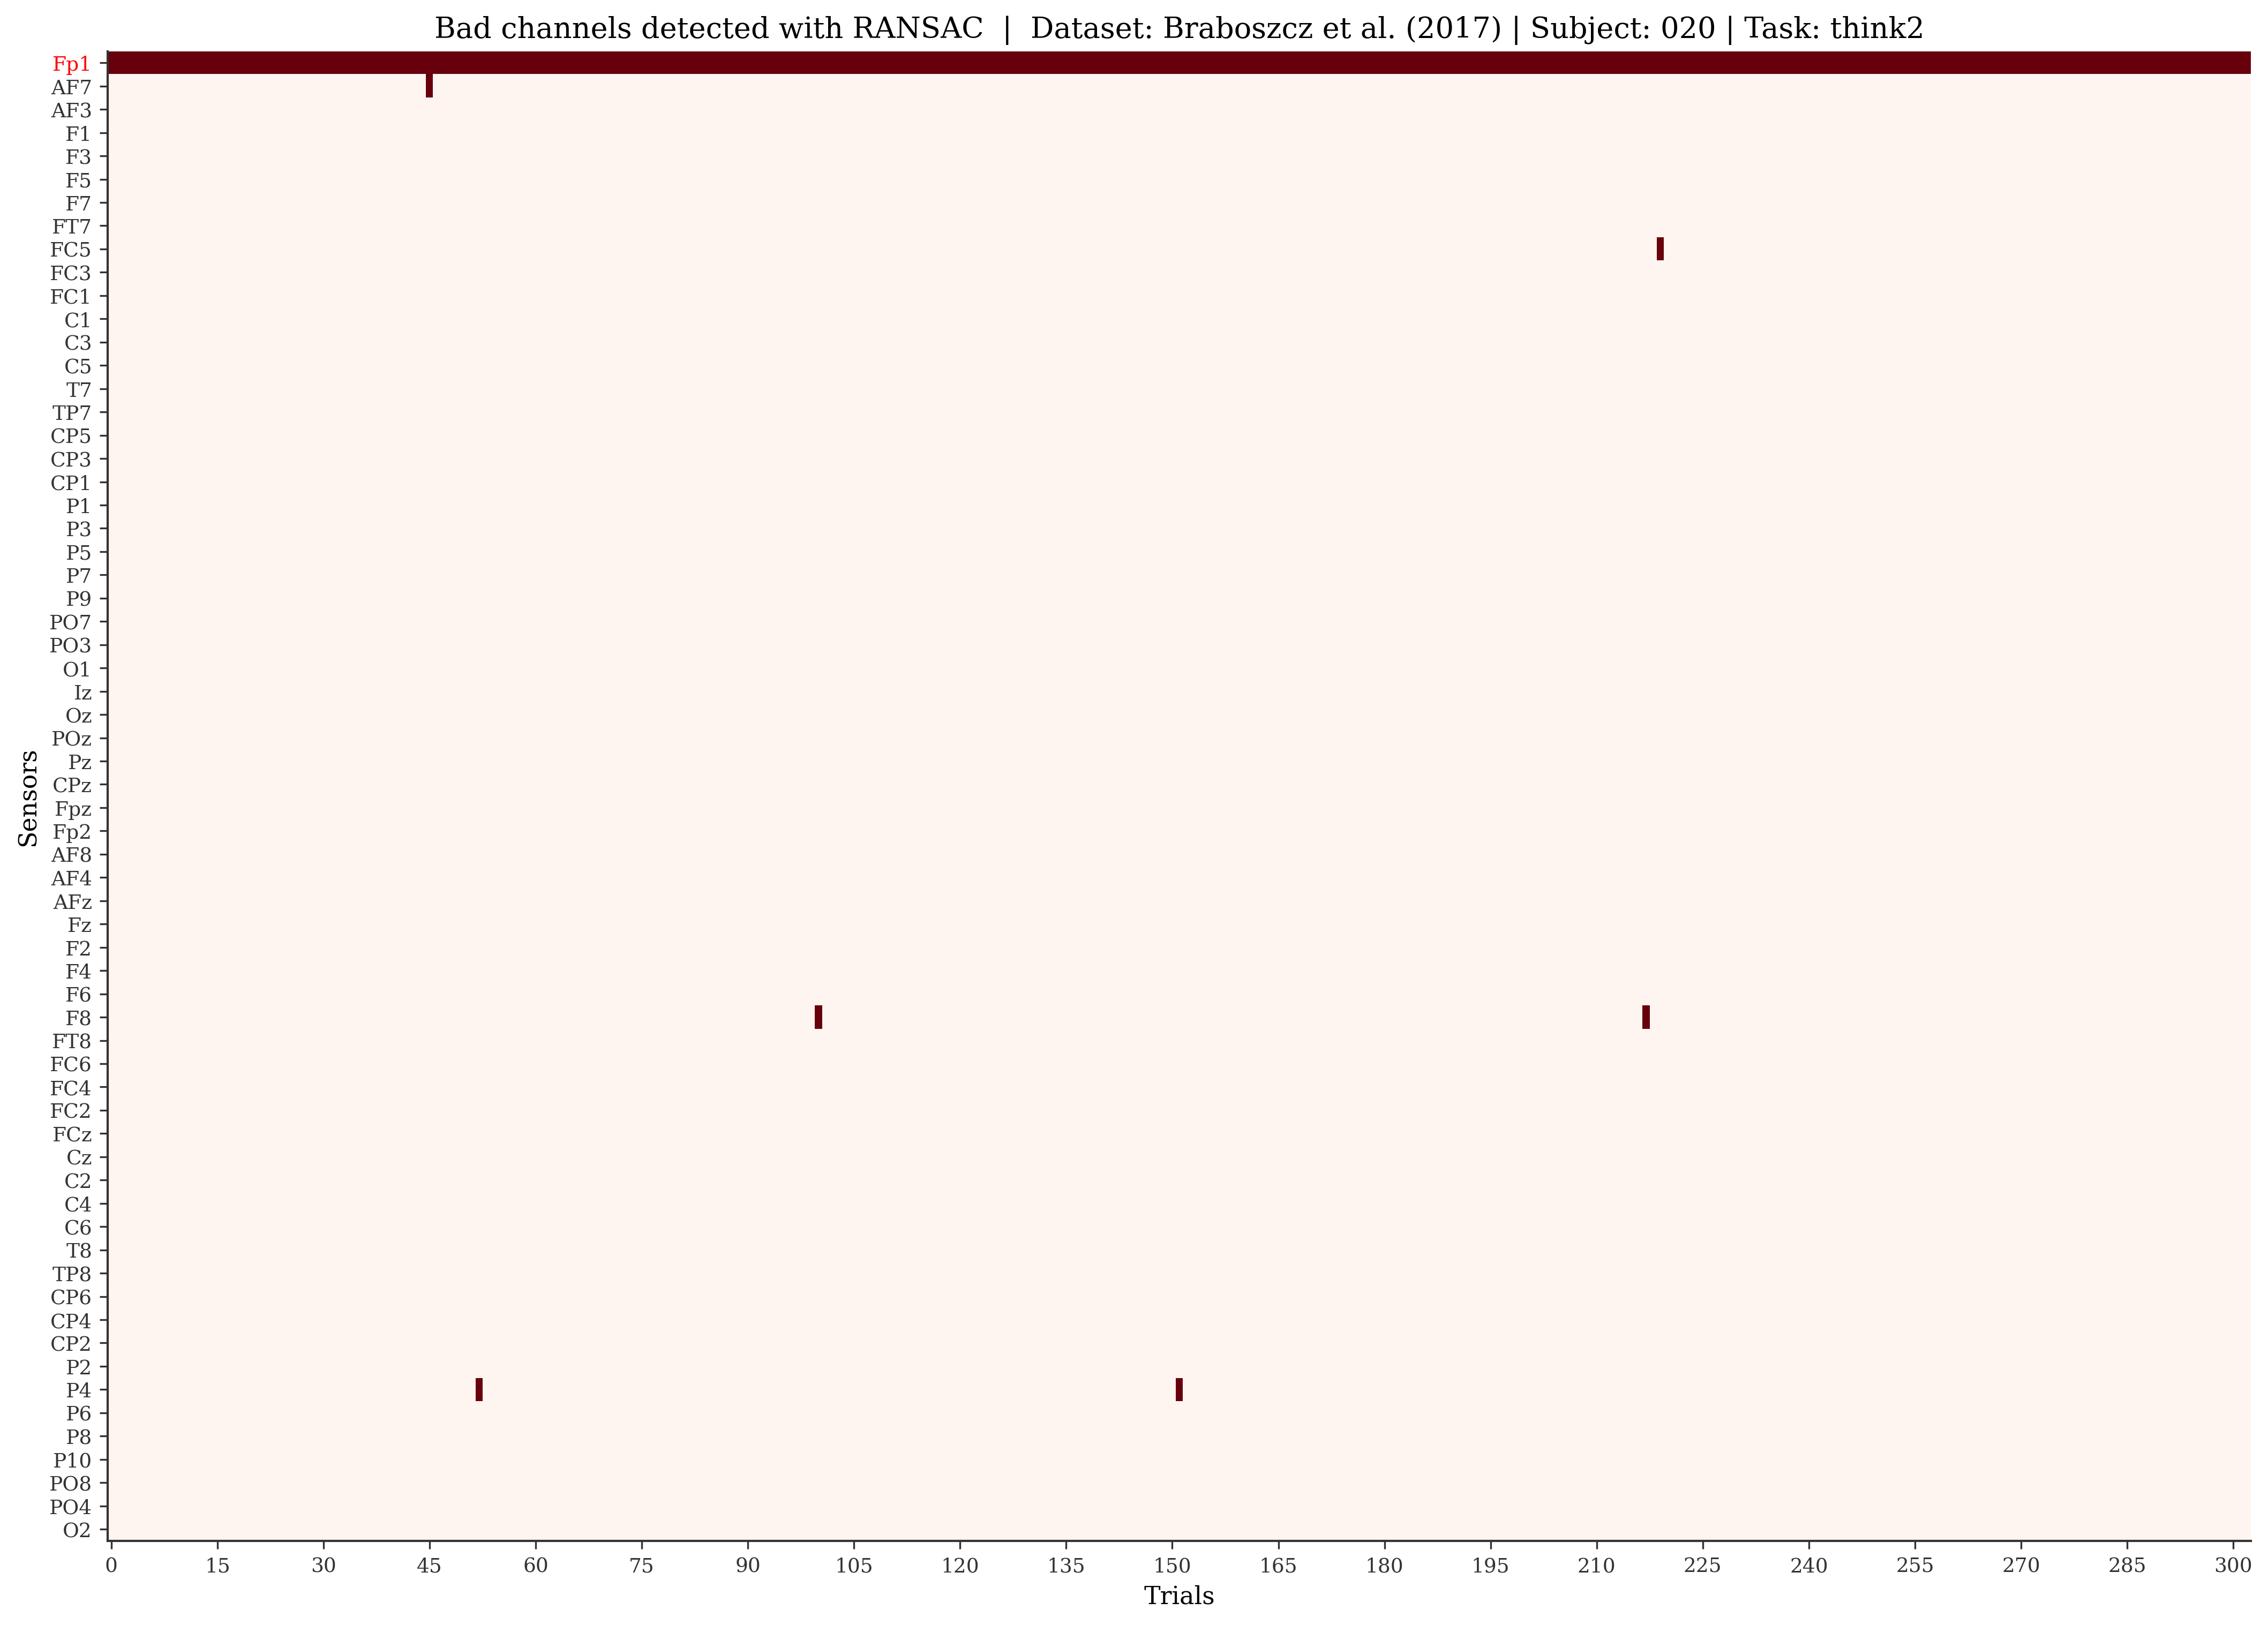 Bad channels detected with RANSAC | Dataset: Braboszcz et al. (2017) | Subject: 020 | Task: think2
Fp1
AF7
AF3
F1
F3
F5
F7
FT7
FC5
FC3
FC1
C1
C3
C5
T7
TP7
CP5
CP3
CP1
P1
P3
P5
P7
P9
PO7
PO3
O1
Iz
Oz
POz
Pz
CPz
Fpz
Fp2
AF8
AF4
AFz
Fz
F2
F4
F6
F8
FT8
FC6
FC4
FC2
FCz
Cz
C2
C4
C6
T8
TP8
CP6
CP4
CP2
P2
P4
P6
P8
P10
PO8
PO4
O2
Sensors
0 15 30 45 60 75 90 105 120 135 150 165 180 195 210 225 240 255 270 285 300
Trials